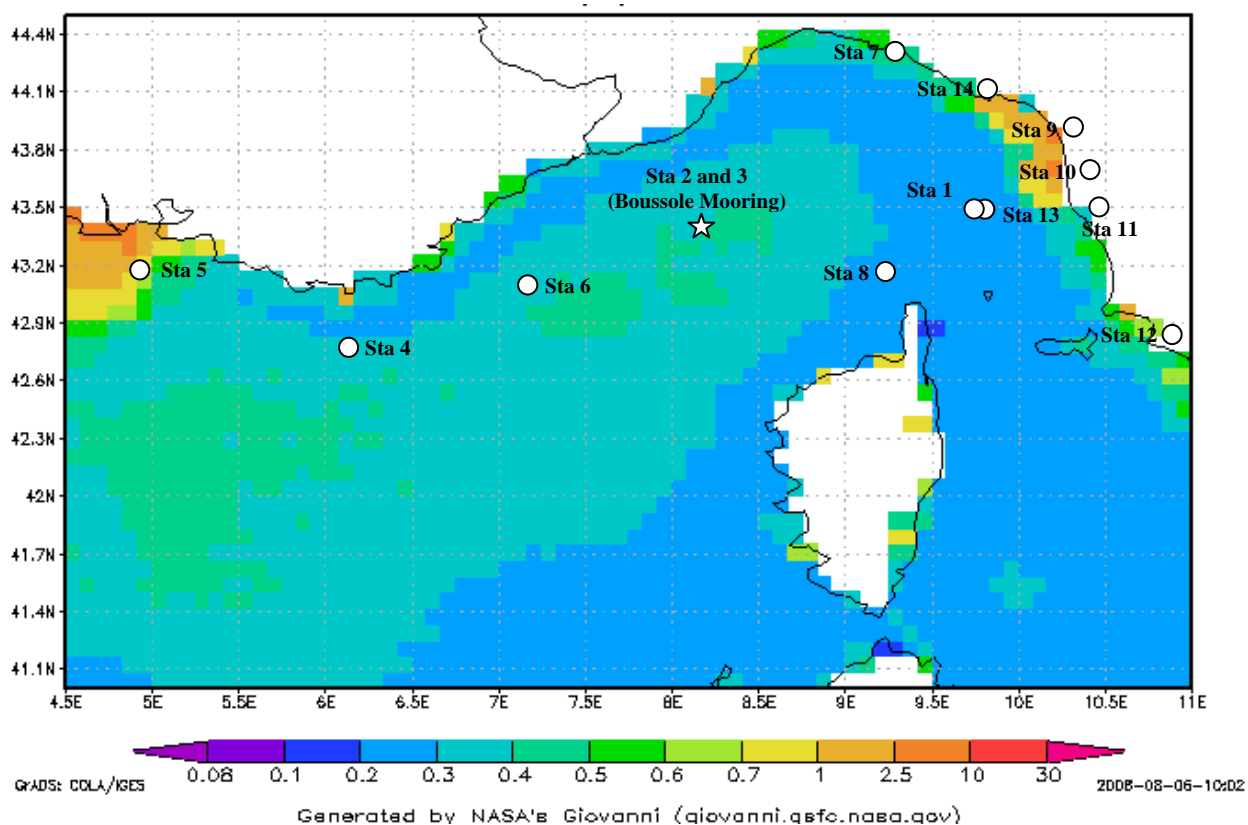 44.4N
44.1N
43.8N
43.5N
43.2N
42.9N
42.6N
42.3N
42N
41.7N
41.4N
41.1N
Sta 7
Sta 14
Sta 9
Sta 10
Sta 2 and 3
(Boussole Mooring)
Sta 1
Sta 13
Sta 11
Sta 5
Sta 6
Sta 8
Sta 4
Sta 12
4.5E 5E 5.5E 6E 6.5E 7E 7.5E 8E 8.5E 9E 9.5E 10E 10.5E 11E
0.08 0.1 0.2 0.3 0.4 0.5 0.6 0.7 1 2.5 10 30
GrADS: COLA/IGES
2008-08-06-10:02
Generated by NASA's Giovanni (giovanni.gsfc.nasa.gov)